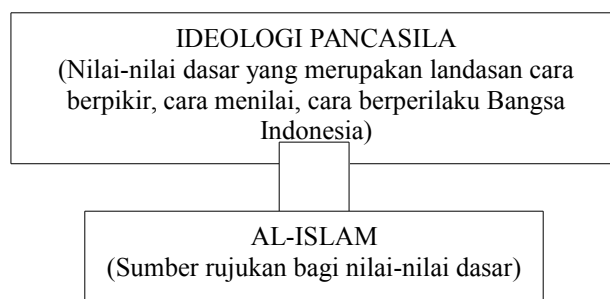 IDEOLOGI PANCASILA
(Nilai-nilai dasar yang merupakan landasan cara
berpikir, cara menilai, cara berperilaku Bangsa
Indonesia)
AL-ISLAM
(Sumber rujukan bagi nilai-nilai dasar)